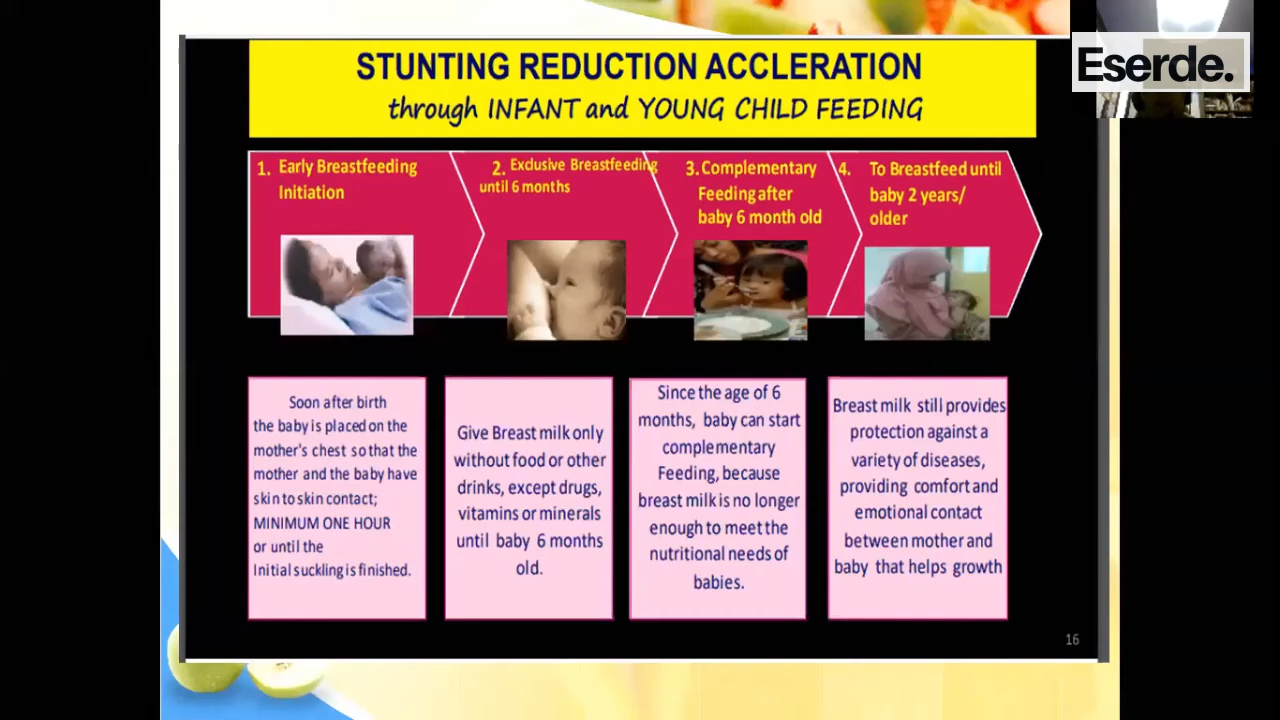 Eserde.
STUNTING REDUCTION ACCLERATION
through INFANT and YOUNG CHILD FEEDING
1. Early Breastfeeding
Initiation
2. Exclusive Breastfeeding
until 6 months
3. Complementary
Feeding after
baby 6 month old
4. To Breastfeed until
baby 2 years/
older
Soon after birth
the baby is placed on the
mother's chest so that the
mother and the baby have
skin to skin contact;
MINIMUM ONE HOUR
or until the
Initial suckling is finished.
Give Breast milk only
without food or other
drinks, except drugs,
vitamins or minerals
until baby 6 months
old.
Since the age of 6
months, baby can start
complementary
Feeding, because
breast milk is no longer
enough to meet the
nutritional needs of
babies.
Breast milk still provides
protection against a
variety of diseases,
providing comfort and
emotional contact
between mother and
baby that helps growth
16